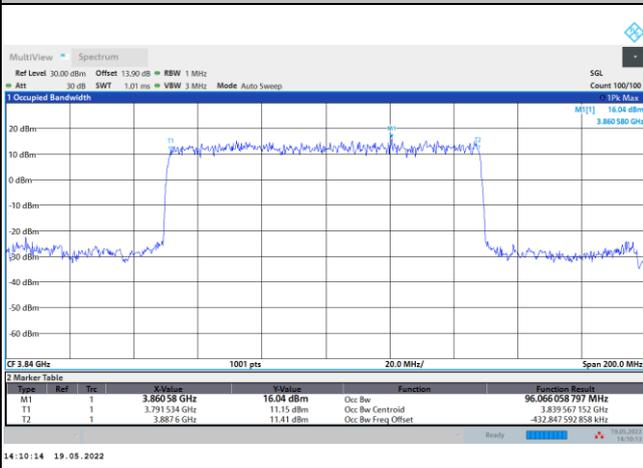 MultiView Spectrum
Ref Level 30.00 dBm Offset 13.90 dB RBW 1 MHz SGL
Att 30 dB SWT 1.01 ms VBW 3 MHz Mode Auto Sweep Count 100/100
1 Occupied Bandwidth 1Pk Max
M1[1] 16.04 dBm
3.860 580 GHz
20 dBm
M1
T1 T2
10 dBm
0 dBm
-10 dBm
-20 dBm
-30 dBm
-40 dBm
-50 dBm
-60 dBm
CF 3.84 GHz 1001 pts 20.0 MHz/ Span 200.0 MHz
2 Marker Table
Type Ref Trc X-Value Y-Value Function Function Result
M1 1 3.860 58 GHz 16.04 dBm Occ Bw 96.066 058 797 MHz
T1 1 3.791 534 GHz 11.15 dBm Occ Bw Centroid 3.839 567 152 GHz
T2 1 3.887 6 GHz 11.41 dBm Occ Bw Freq Offset -432.847 592 858 kHz
Ready 19.05.2022
14:10:13
14:10:14 19.05.2022